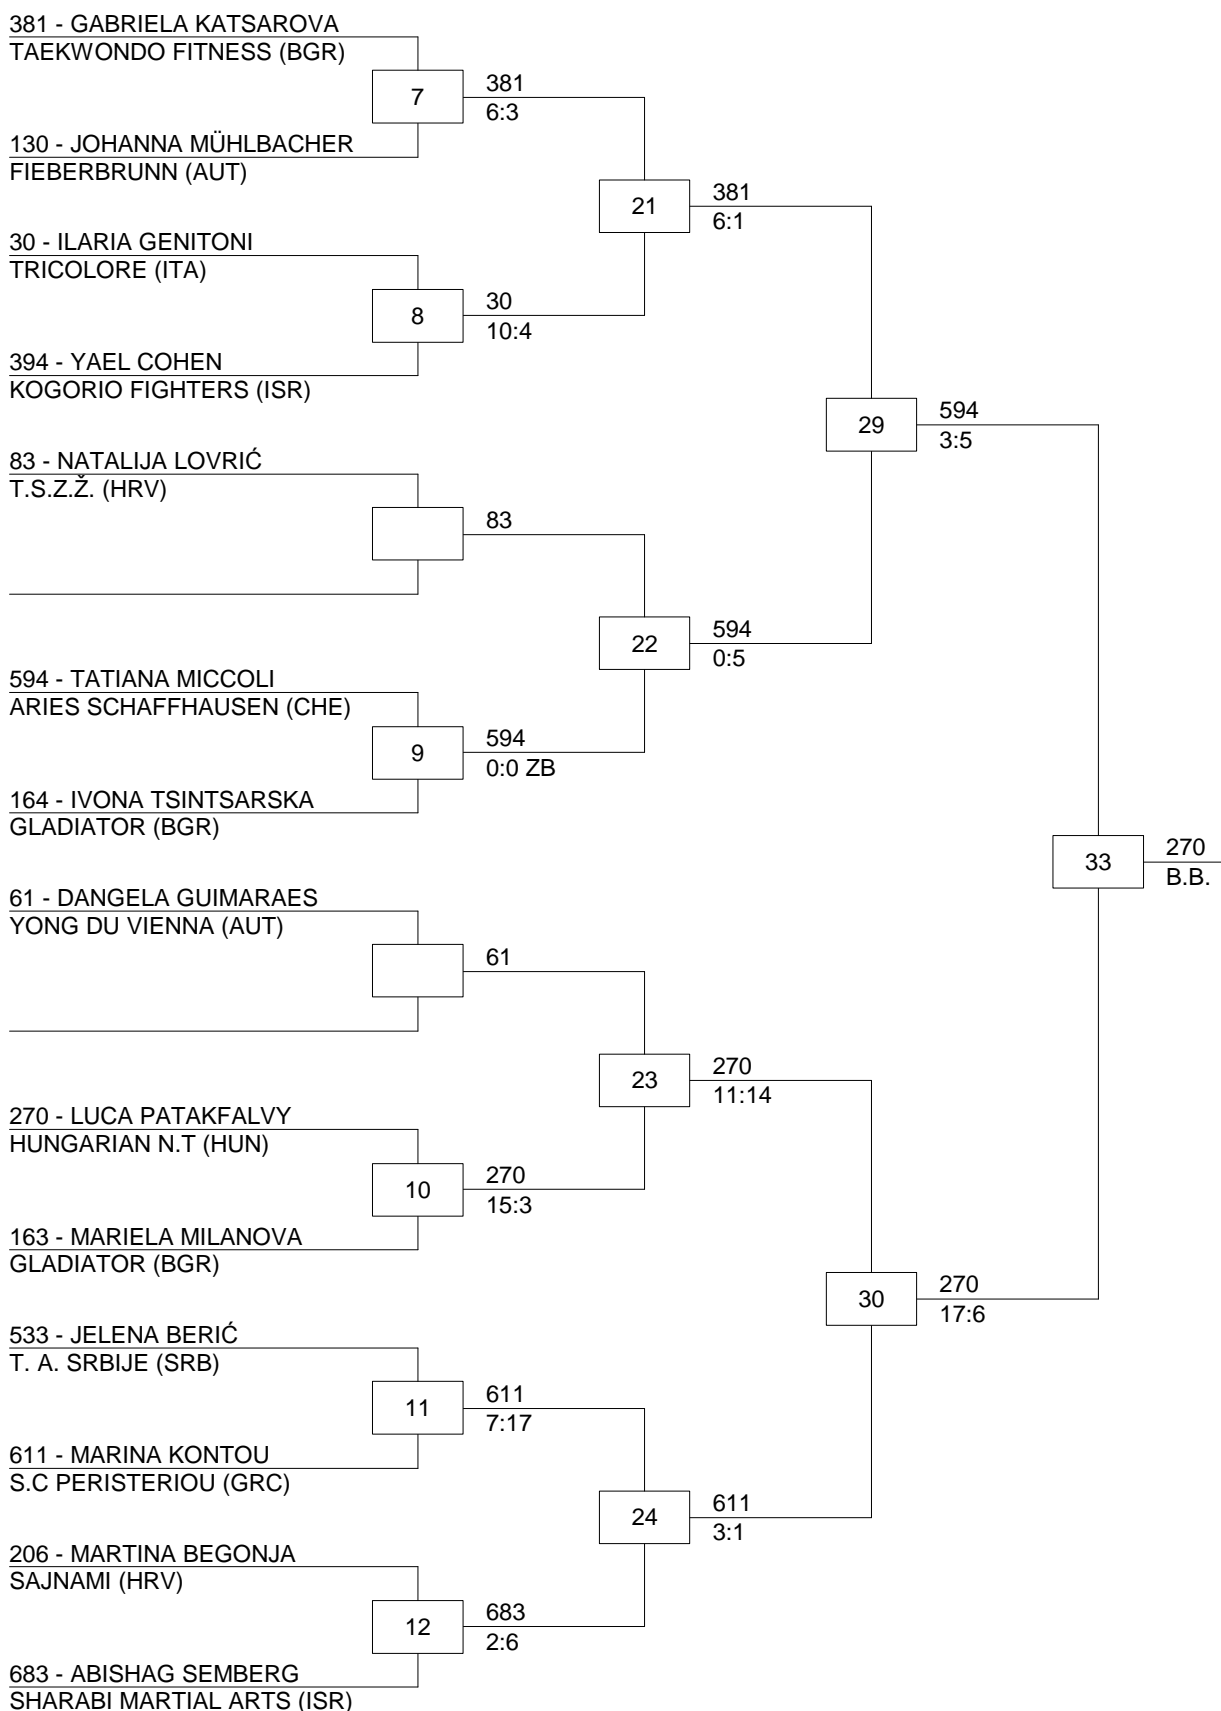 381 - GABRIELA KATSAROVA
TAEKWONDO FITNESS (BGR)
7
381
6:3
130 - JOHANNA MÜHLBACHER
FIEBERBRUNN (AUT)
21
381
6:1
30 - ILARIA GENITONI
TRICOLORE (ITA)
8
30
10:4
394 - YAEL COHEN
KOGORIO FIGHTERS (ISR)
29
594
3:5
83 - NATALIJA LOVRIĆ
T.S.Z.Ž. (HRV)
83
22
594
0:5
594 - TATIANA MICCOLI
ARIES SCHAFFHAUSEN (CHE)
9
594
0:0 ZB
164 - IVONA TSINTSARSKA
GLADIATOR (BGR)
33
270
B.B.
61 - DANGELA GUIMARAES
YONG DU VIENNA (AUT)
61
23
270
11:14
270 - LUCA PATAKFALVY
HUNGARIAN N.T (HUN)
10
270
15:3
163 - MARIELA MILANOVA
GLADIATOR (BGR)
30
270
17:6
533 - JELENA BERIĆ
T. A. SRBIJE (SRB)
11
611
7:17
611 - MARINA KONTOU
S.C PERISTERIOU (GRC)
24
611
3:1
206 - MARTINA BEGONJA
SAJNAMI (HRV)
12
683
2:6
683 - ABISHAG SEMBERG
SHARABI MARTIAL ARTS (ISR)